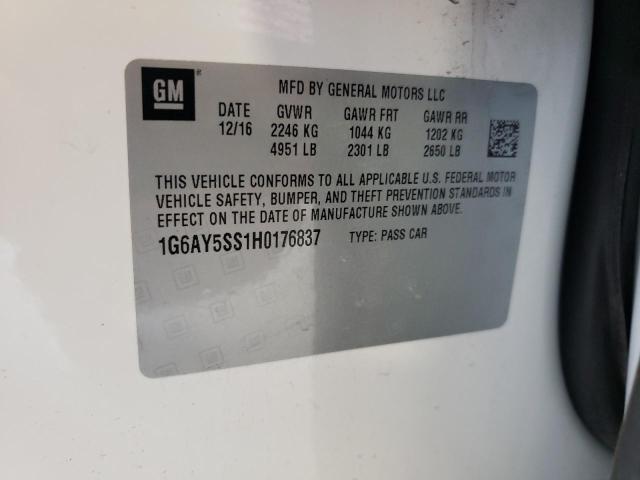 GM
MFD BY GENERAL MOTORS LLC
DATE GVWR GAWR FRT GAWR RR
12/16 2246 KG 1044 KG 1202 KG
4951 LB 2301 LB 2650 LB
THIS VEHICLE CONFORMS TO ALL APPLICABLE U.S. FEDERAL MOTOR
VEHICLE SAFETY, BUMPER, AND THEFT PREVENTION STANDARDS IN
EFFECT ON THE DATE OF MANUFACTURE SHOWN ABOVE.
1G6AY5SS1H0176837 TYPE: PASS CAR